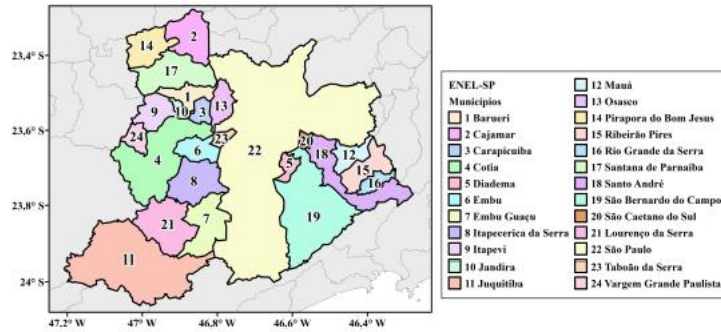 23,4° S
23,6° S
23,8° S
24° S
47,2° W
47° W
46,8° W
46,6° W
46,4° W
14
2
17
1
13
9
10
3
24
23
20
4
6
22
5
18
12
15
16
8
19
21
7
11
ENEL-SP
Municípios
1 Barueri
2 Cajamar
3 Carapicuiba
4 Cotia
5 Diadema
6 Embu
7 Embu Guaçu
8 Itapecerica da Serra
9 Itapevi
10 Jandira
11 Juquitiba
12 Mauá
13 Osasco
14 Pirapora do Bom Jesus
15 Ribeirão Pires
16 Rio Grande da Serra
17 Santana de Parnaíba
18 Santo André
19 São Bernardo do Campo
20 São Caetano do Sul
21 Lourenço da Serra
22 São Paulo
23 Taboão da Serra
24 Vargem Grande Paulista